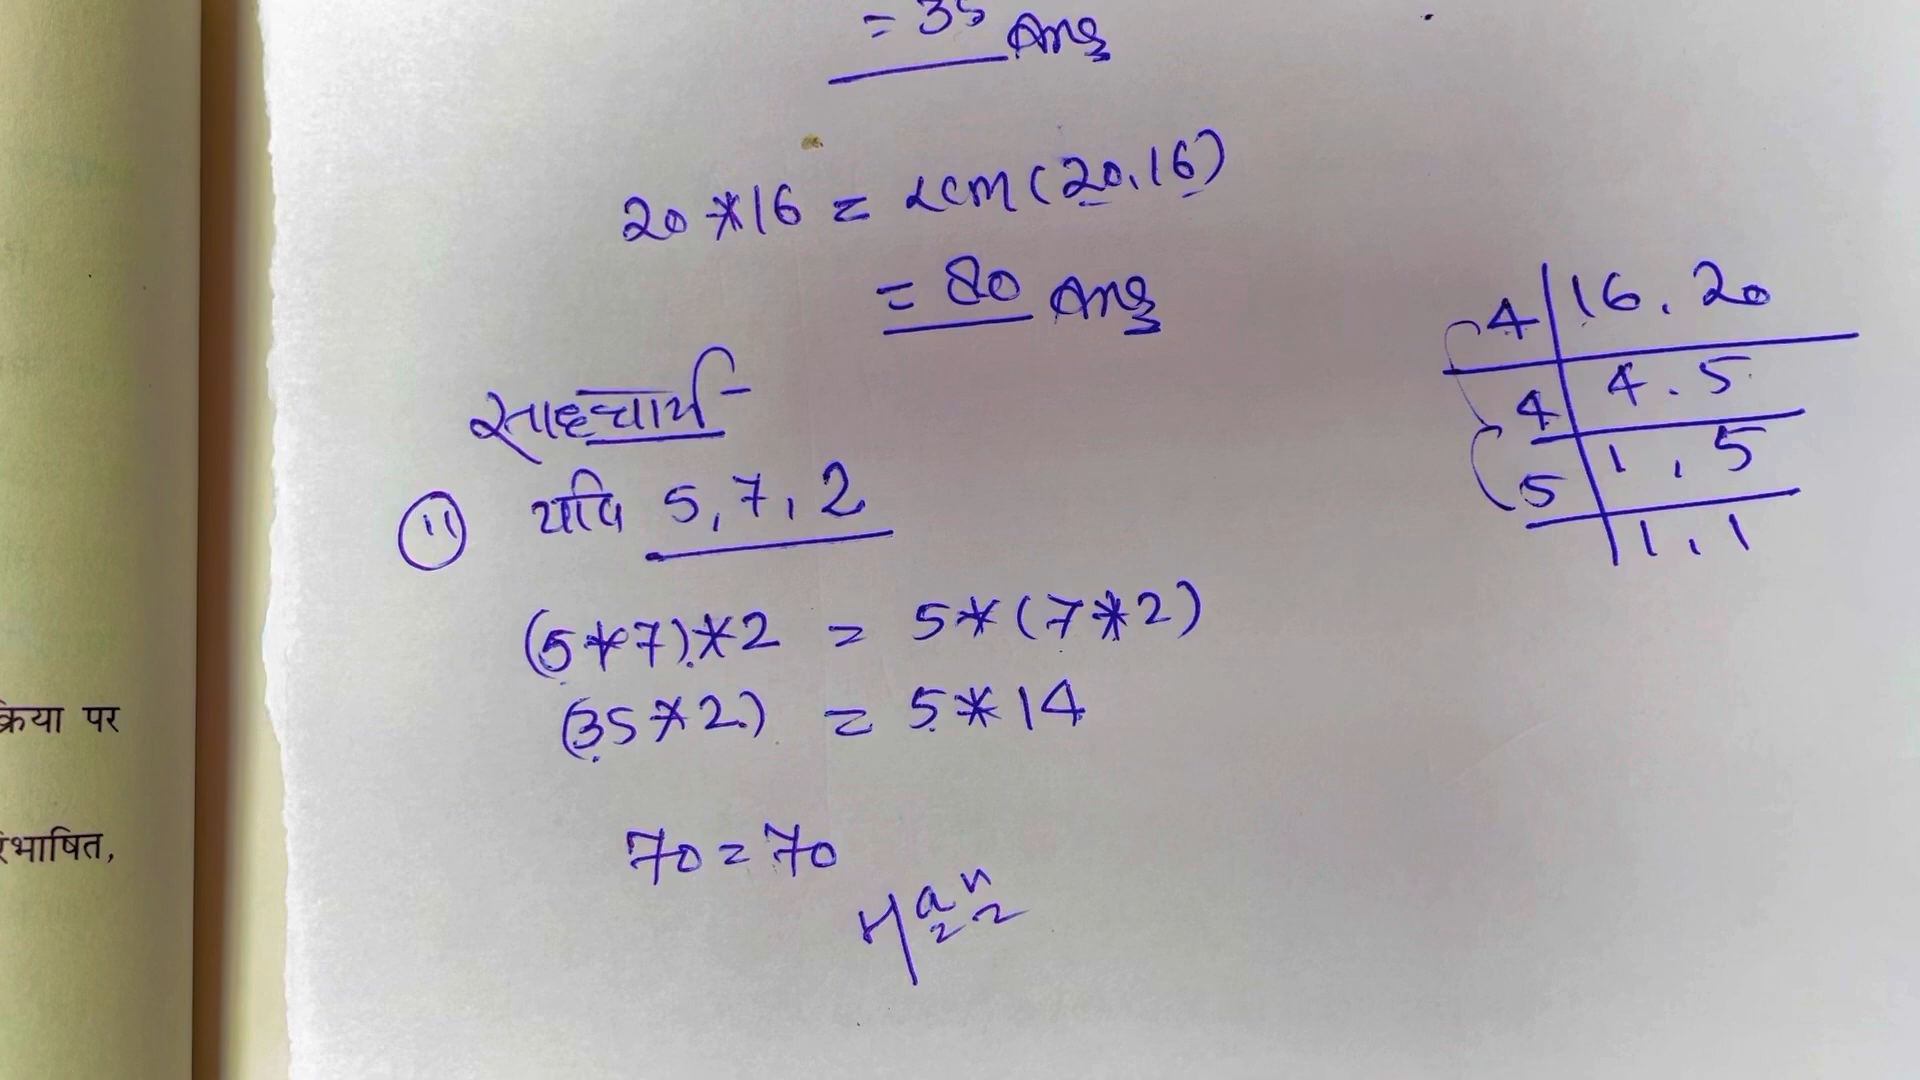 = 35 Ans
20 * 16 = LCM (20, 16)
= 80 Ans
4 | 16, 20
4 | 4, 5
5 | 1, 5
1, 1
साहचार्य -
(ii) यदि 5, 7, 2
(5 * 7) * 2 = 5 * (7 * 2)
(35 * 2) = 5 * 14
70 = 70
क्रिया पर
रिभाषित,